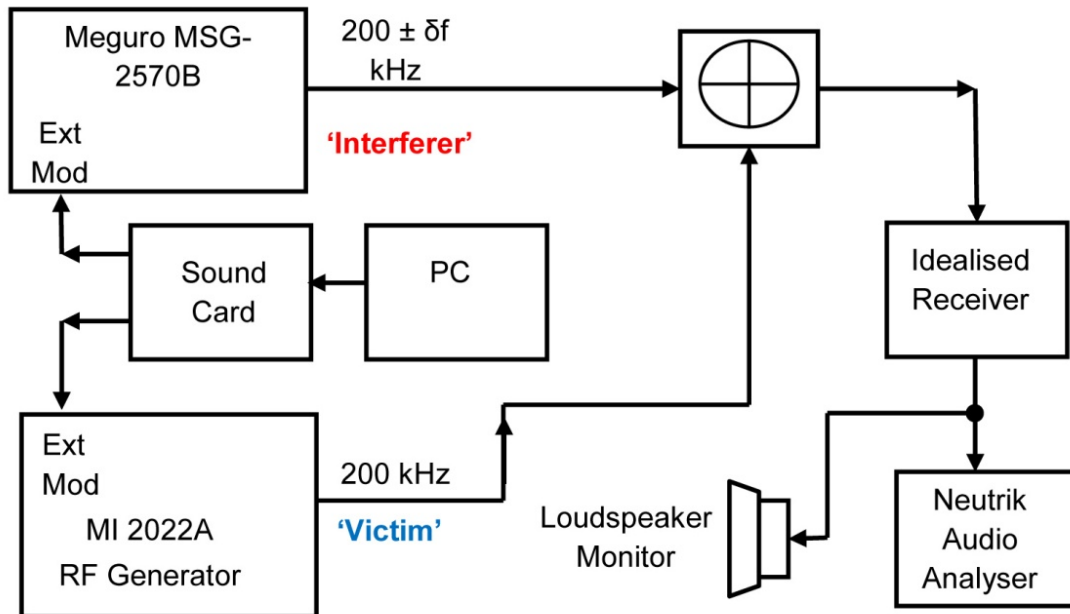 Meguro MSG-
2570B
Ext
Mod
200 ± δf
kHz
‘Interferer’
Sound
Card
PC
Idealised
Receiver
Ext
Mod
MI 2022A
RF Generator
200 kHz
‘Victim’
Loudspeaker
Monitor
Neutrik
Audio
Analyser